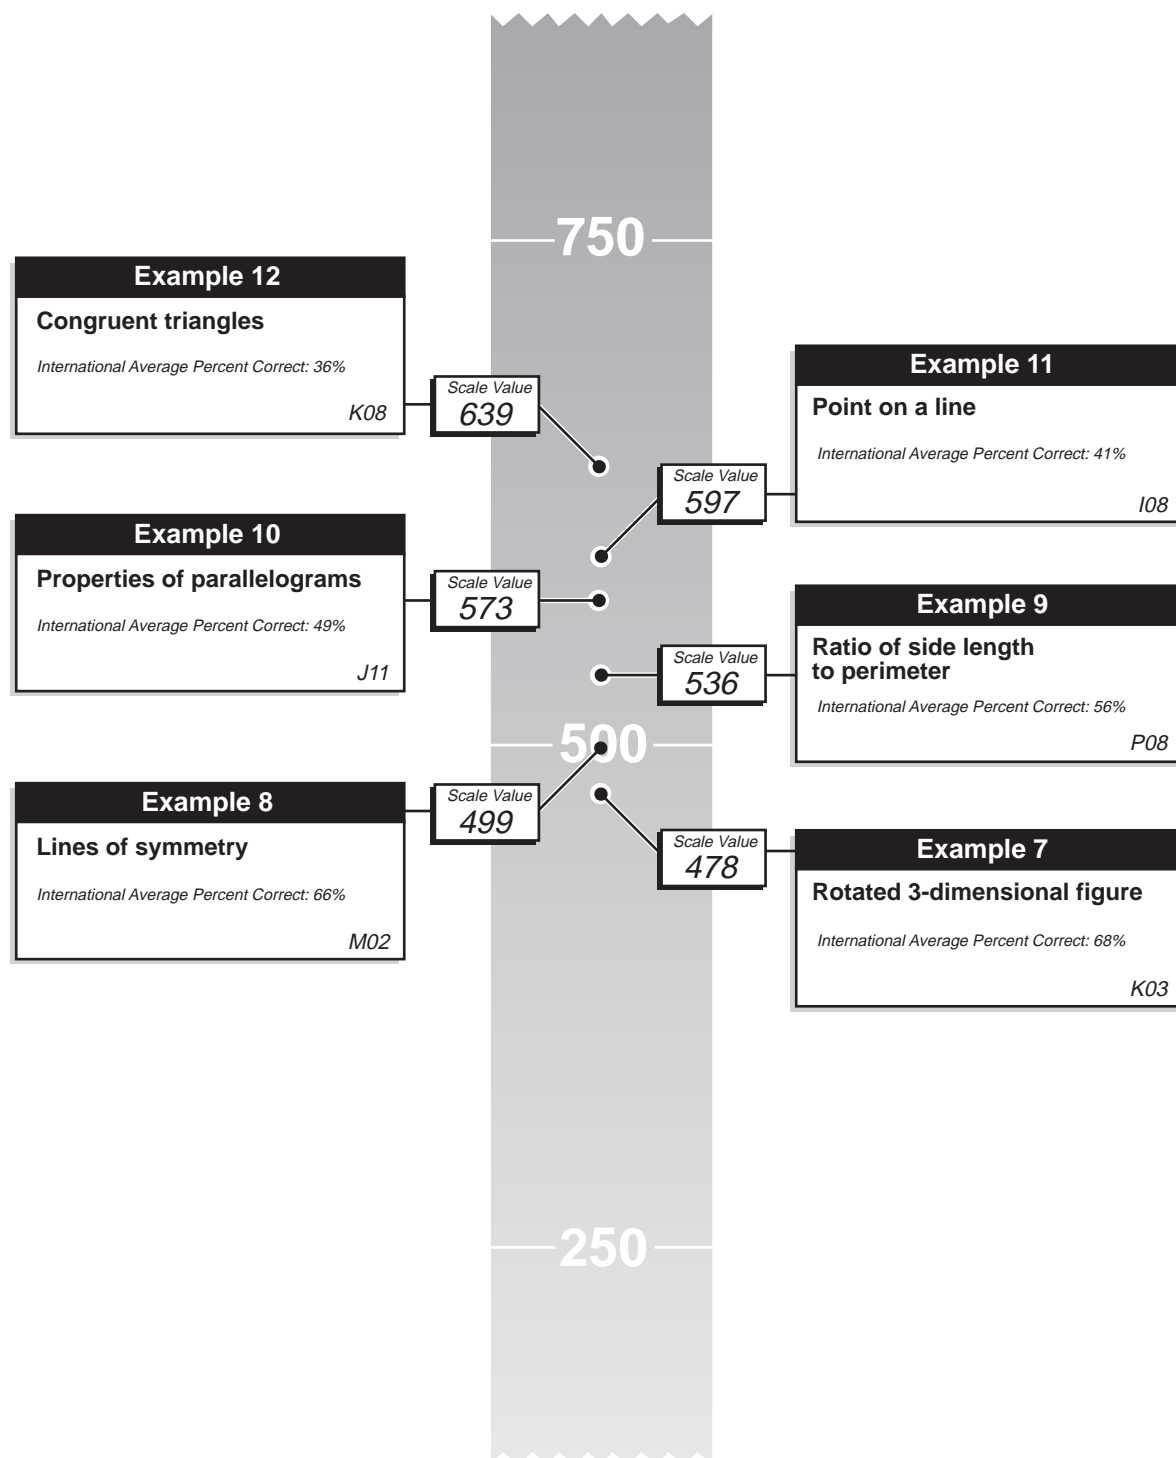 750
Example 12
Congruent triangles
International Average Percent Correct: 36%
K08
Scale Value
639
Example 11
Point on a line
International Average Percent Correct: 41%
I08
Scale Value
597
Example 10
Properties of parallelograms
International Average Percent Correct: 49%
J11
Scale Value
573
Example 9
Ratio of side length
to perimeter
International Average Percent Correct: 56%
P08
Scale Value
536
500
Example 8
Lines of symmetry
International Average Percent Correct: 66%
M02
Scale Value
499
Example 7
Rotated 3-dimensional figure
International Average Percent Correct: 68%
K03
Scale Value
478
250